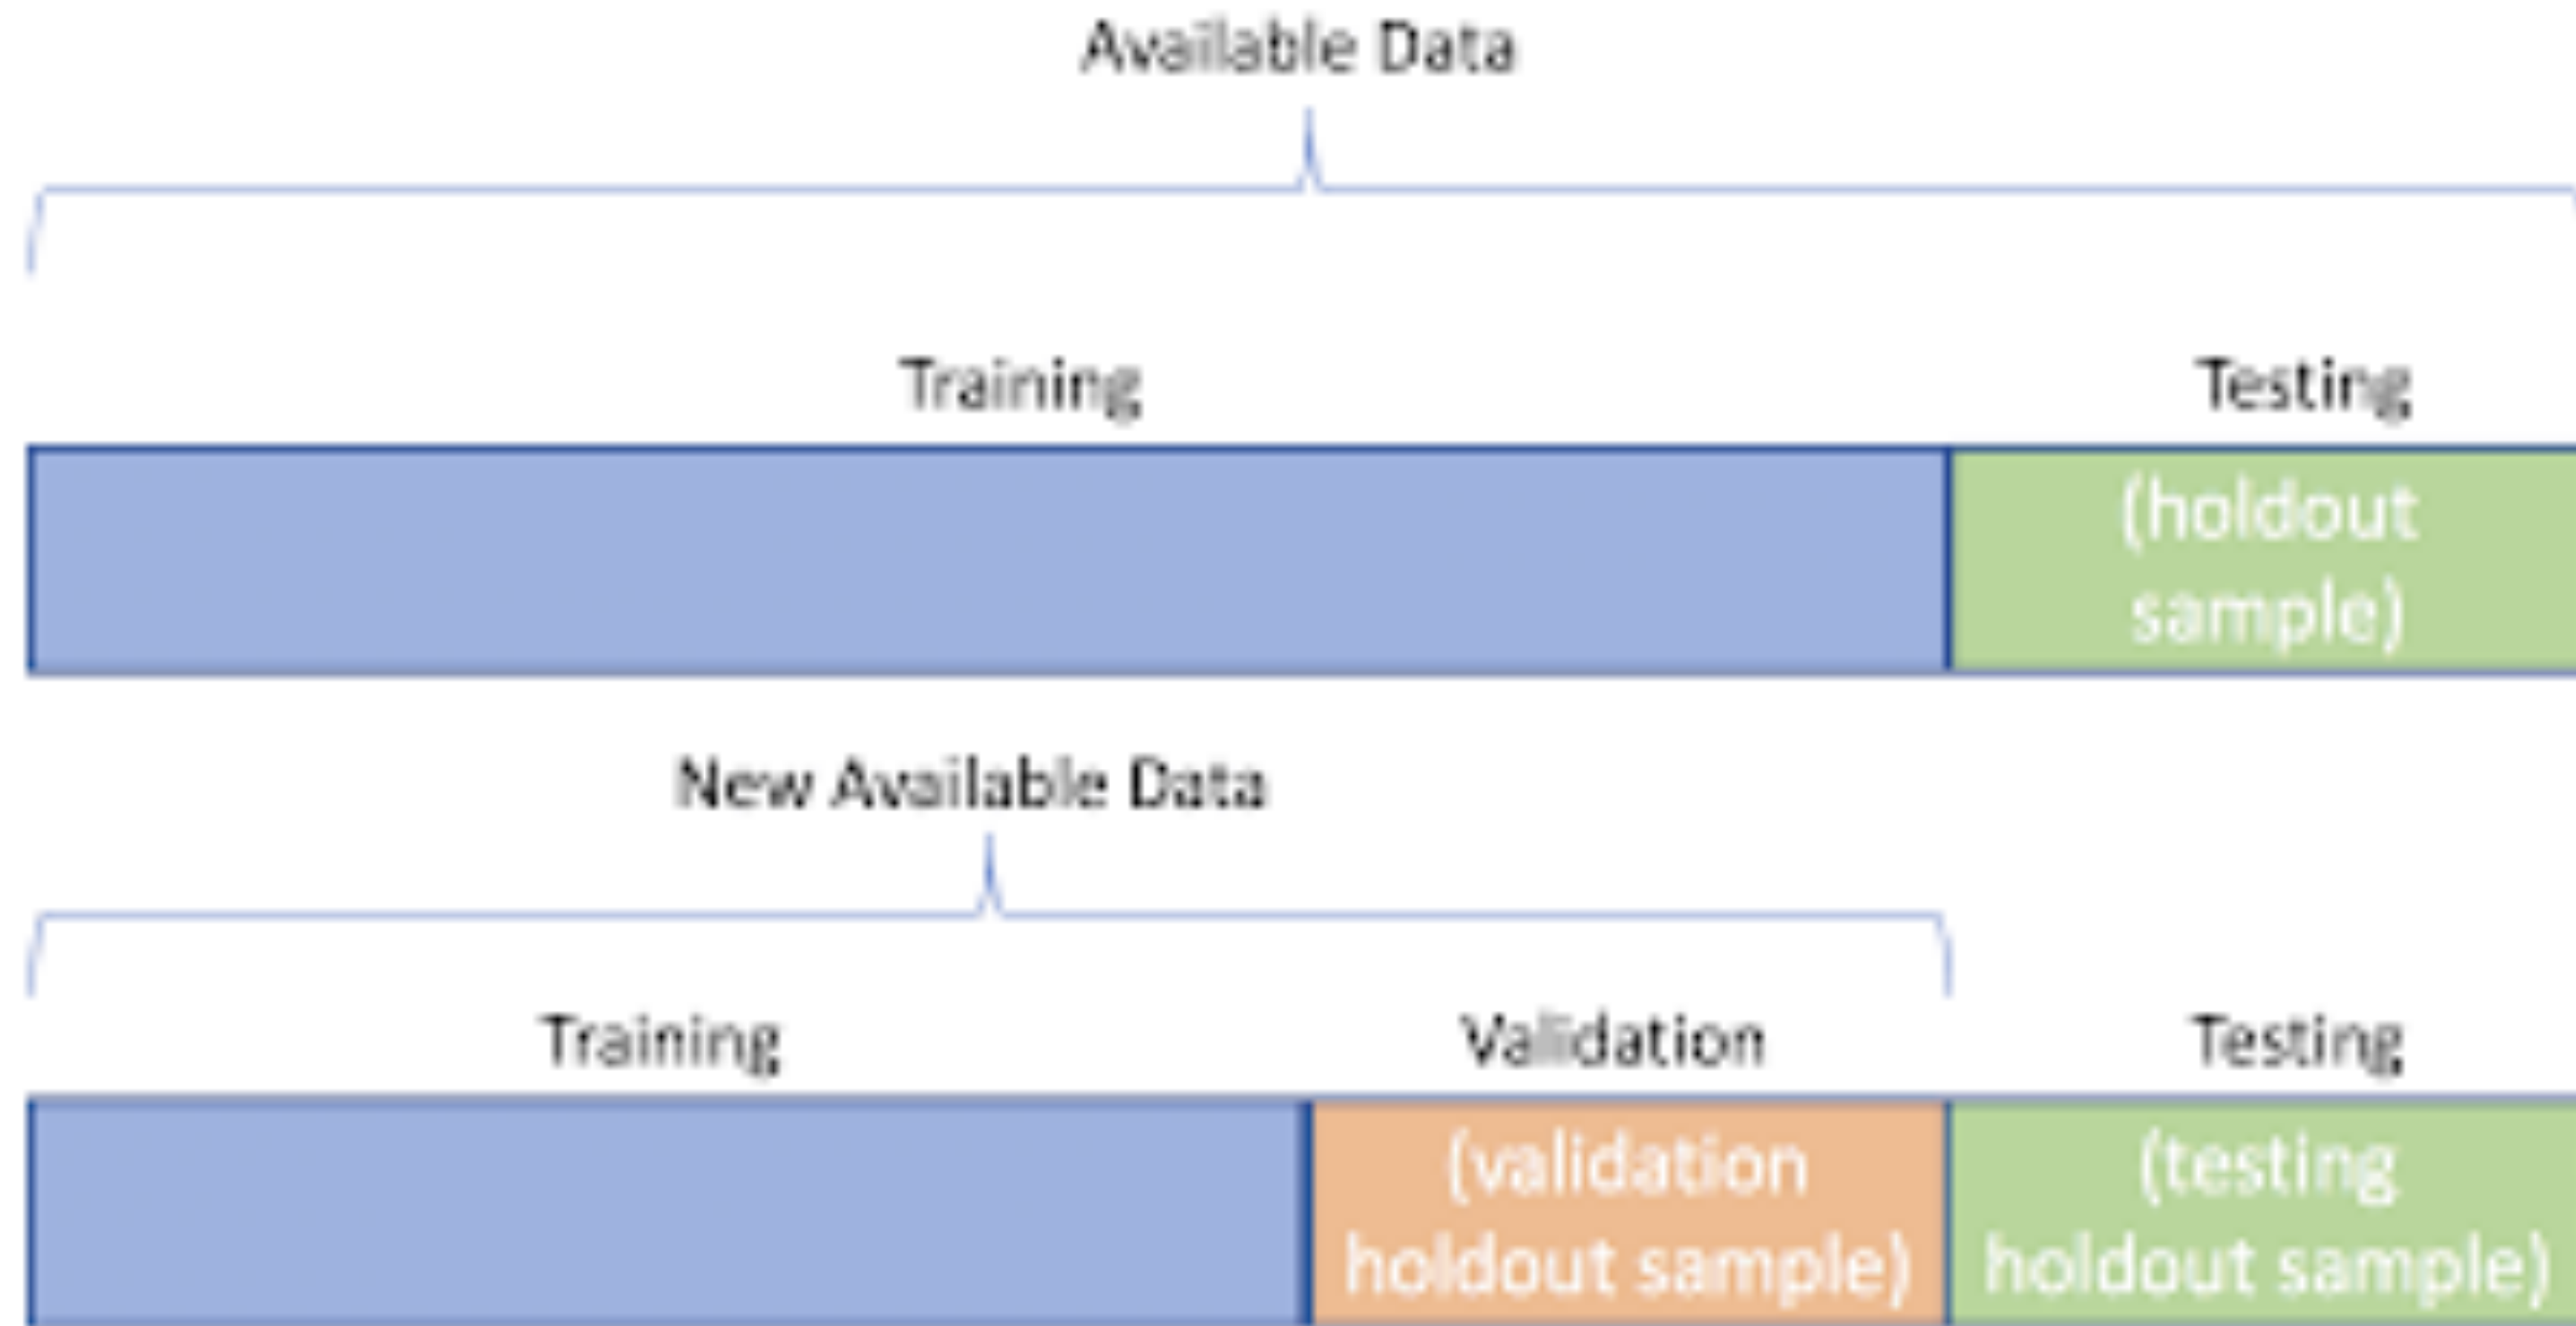 Available Data
Training
Testing
(holdout
sample)
New Available Data
Training
Validation
Testing
(validation
holdout sample)
(testing
holdout sample)